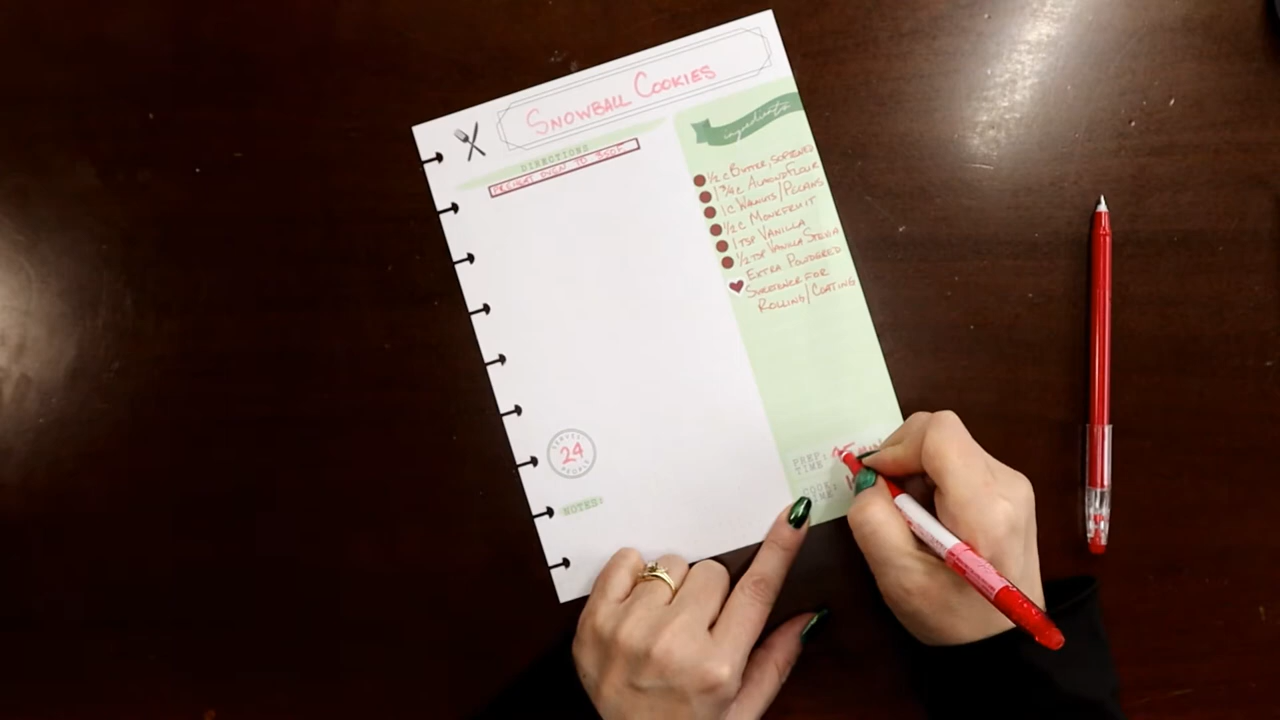 SNOWBALL COOKIES
DIRECTIONS
PREHEAT OVEN TO 350F
ingredients
1/2 C BUTTER, SOFTENED
1 3/4 C ALMOND FLOUR
1 C WALNUTS/PECANS
1/2 C MONKFRUIT
1 TSP VANILLA
1/2 TSP VANILLA STEVIA
EXTRA POWDERED
SWEETENER FOR
ROLLING/COATING
SERVES
24
PEOPLE
NOTES:
PREP
TIME:
COOK
TIME: